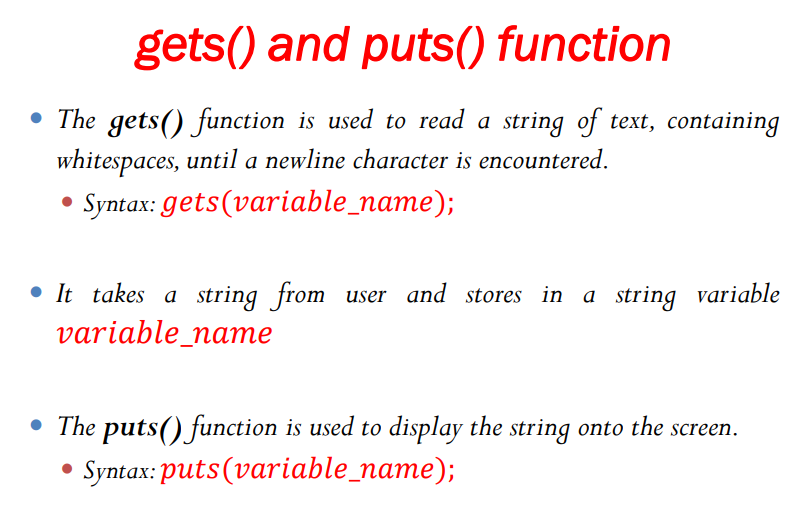 gets() and puts() function
• The gets() function is used to read a string of text, containing
whitespaces, until a newline character is encountered.
• Syntax: gets(variable_name);
• It takes a string from user and stores in a string variable
variable_name
• The puts() function is used to display the string onto the screen.
• Syntax: puts(variable_name);